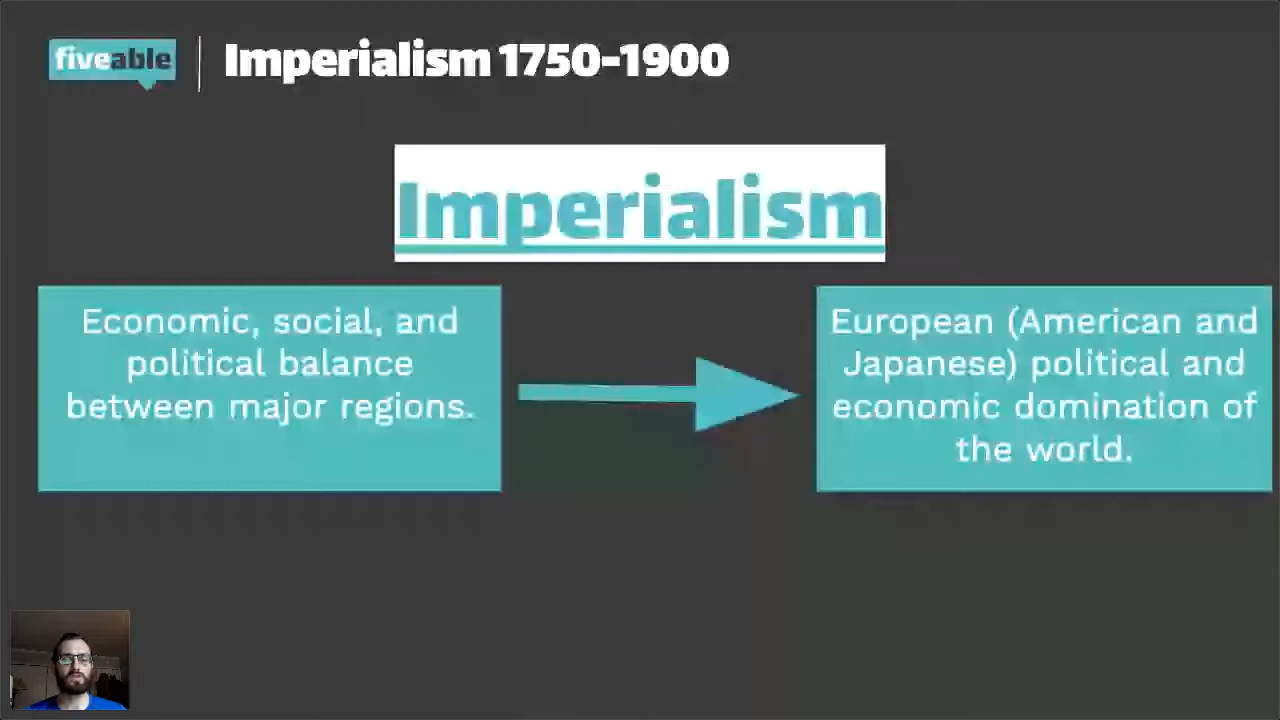 fiveable
Imperialism 1750-1900
Imperialism
Economic, social, and
political balance
between major regions.
European (American and
Japanese) political and
economic domination of
the world.